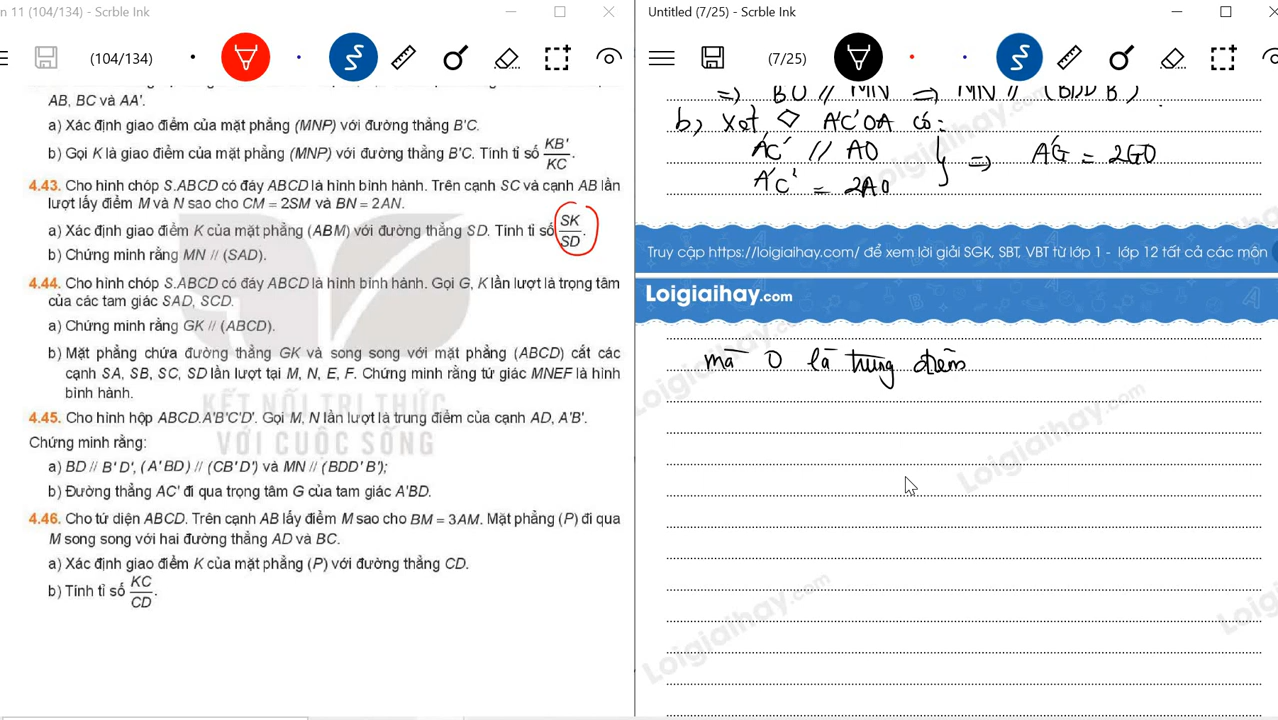 n 11 (104/134) - Scrble Ink
(104/134)
AB, BC và AA'.
a) Xác định giao điểm của mặt phẳng (MNP) với đường thẳng B'C.
b) Gọi K là giao điểm của mặt phẳng (MNP) với đường thẳng B'C. Tính tỉ số KB'/KC.
4.43. Cho hình chóp S.ABCD có đáy ABCD là hình bình hành. Trên cạnh SC và cạnh AB lần
lượt lấy điểm M và N sao cho CM = 2SM và BN = 2AN.
a) Xác định giao điểm K của mặt phẳng (ABM) với đường thẳng SD. Tính tỉ số SK/SD.
b) Chứng minh rằng MN // (SAD).
4.44. Cho hình chóp S.ABCD có đáy ABCD là hình bình hành. Gọi G, K lần lượt là trọng tâm
của các tam giác SAD, SCD.
a) Chứng minh rằng GK // (ABCD).
b) Mặt phẳng chứa đường thẳng GK và song song với mặt phẳng (ABCD) cắt các
cạnh SA, SB, SC, SD lần lượt tại M, N, E, F. Chứng minh rằng tứ giác MNEF là hình
bình hành.
4.45. Cho hình hộp ABCD.A'B'C'D'. Gọi M, N lần lượt là trung điểm của cạnh AD, A'B'.
Chứng minh rằng:
a) BD // B'D', (A'BD) // (CB'D') và MN // (BDD'B');
b) Đường thẳng AC' đi qua trọng tâm G của tam giác A'BD.
4.46. Cho tứ diện ABCD. Trên cạnh AB lấy điểm M sao cho BM = 3AM. Mặt phẳng (P) đi qua
M song song với hai đường thẳng AD và BC.
a) Xác định giao điểm K của mặt phẳng (P) với đường thẳng CD.
b) Tính tỉ số KC/CD.
KẾT NỐI TRI THỨC
VỚI CUỘC SỐNG
Untitled (7/25) - Scrble Ink
(7/25)
=> BO // MN => MN // (BDD'B')
b) Xét ◇ A'C'OA có:
A'C' // AO
A'C' = 2AO } => A'G = 2GO
Truy cập https://loigiaihay.com/ để xem lời giải SGK, SBT, VBT từ lớp 1 - lớp 12 tất cả các môn
Loigiaihay.com
mà O là trung điểm
Loigiaihay.com
Loigiaihay.com
Loigiaihay.com